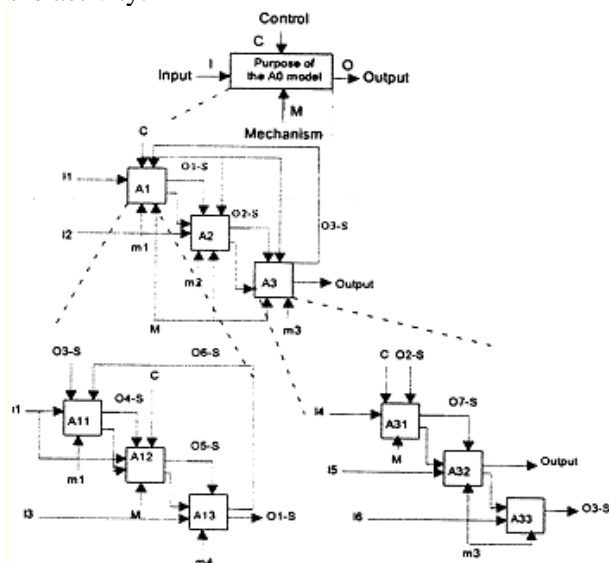 Control
C
Input
I
Purpose of
the A0 model
O
Output
M
Mechanism
C
I1
A1
O1-S
I2
A2
O2-S
O3-S
m1
m2
A3
Output
M
m3
O3-S
O6-S
C
C
O2-S
I1
A11
O4-S
I4
A31
O7-S
m1
A12
O5-S
M
I5
A32
Output
I3
M
A13
O1-S
I6
A33
O3-S
m4
m3